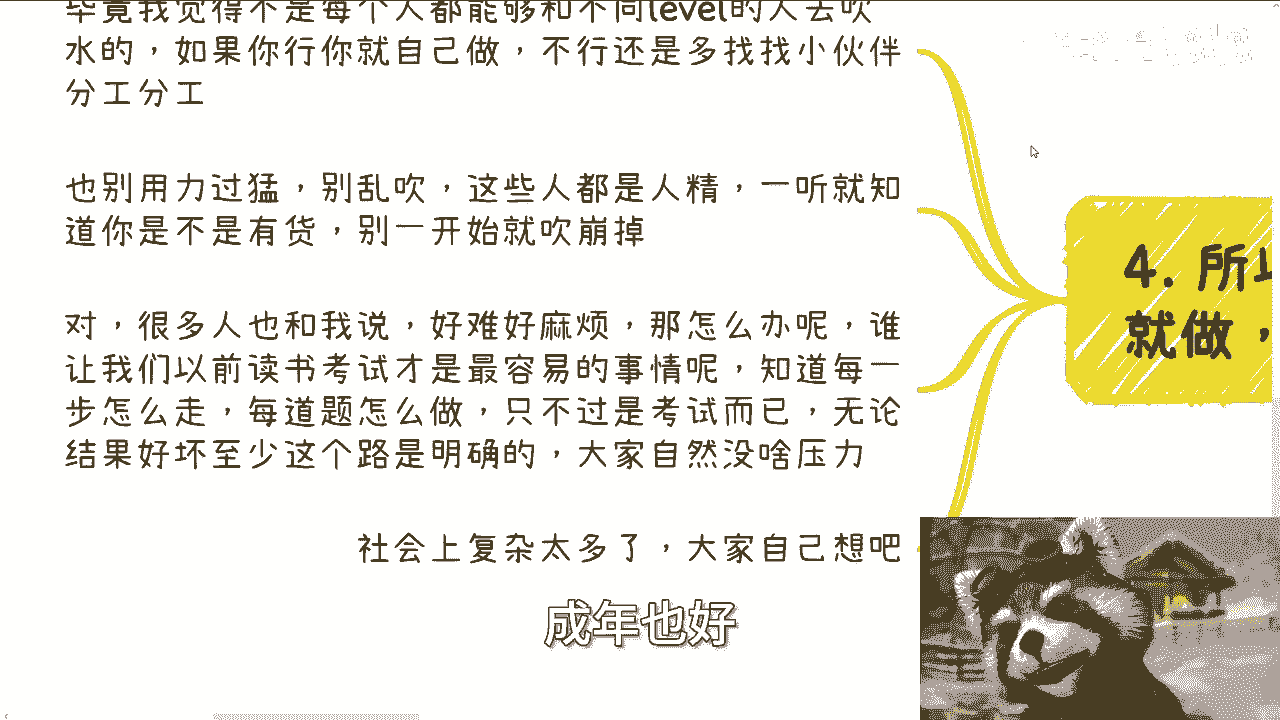 毕竟我觉得不是每个人都能够和不同level的人去吹
水的，如果你行你就自己做，不行还是多找找小伙伴
分工分工
也别用力过猛，别乱吹，这些人都是人精，一听就知
道你是不是有货，别一开始就吹崩掉
对，很多人也和我说，好难好麻烦，那怎么办呢，谁
让我们以前读书考试才是最容易的事情呢，知道每一
步怎么走，每道题怎么做，只不过是考试而已，无论
结果好坏至少这个路是明确的，大家自然没啥压力
社会上复杂太多了，大家自己想吧
4. 所以
就做，
成年也好